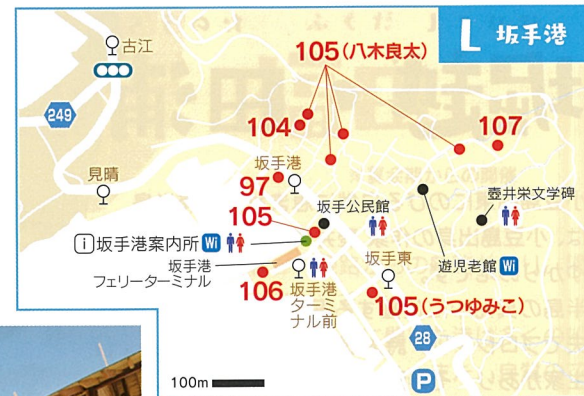 L 坂手港
古江
105(八木良太)
249
104
107
見晴
坂手港
97
坂手公民館
壺井栄文学碑
105
i 坂手港案内所 Wi
坂手港
フェリーターミナル
坂手東
遊児老館 Wi
106
坂手港
ターミ
ナル前
105(うつゆみこ)
28
100m
P